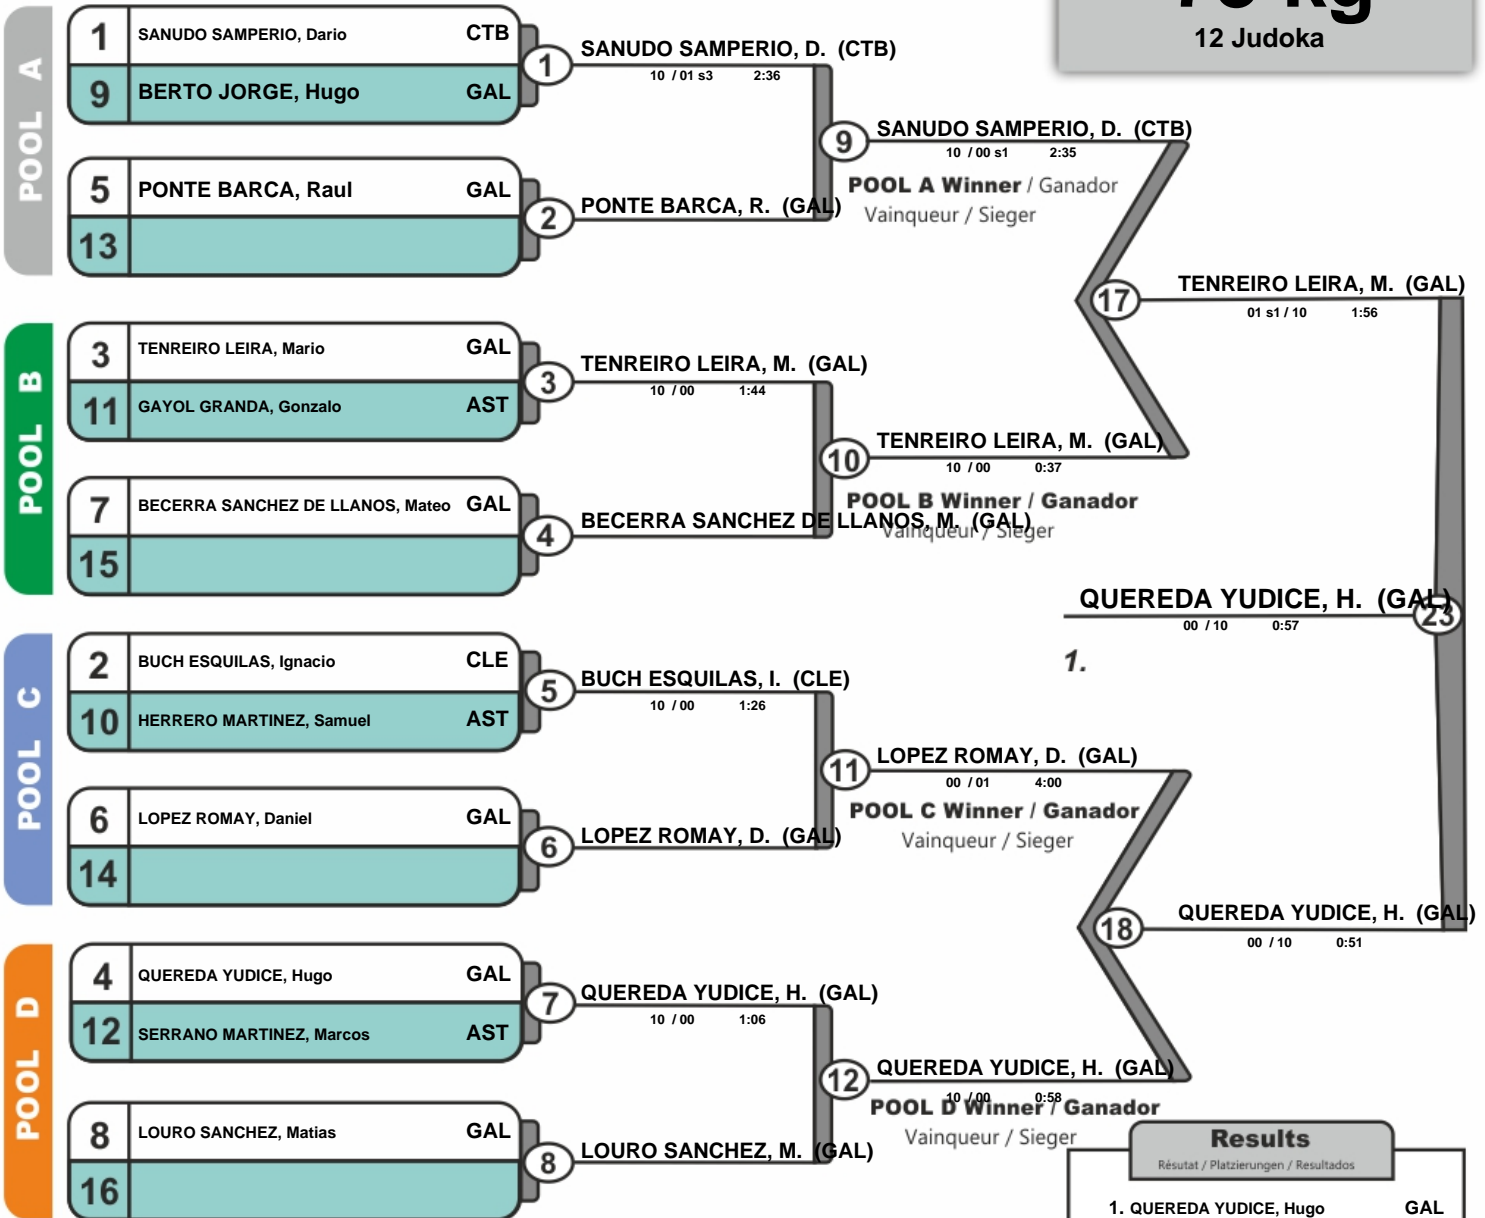 12 Judoka
POOL A
1 SANUDO SAMPERIO, Dario CTB
9 BERTO JORGE, Hugo GAL
1
SANUDO SAMPERIO, D. (CTB)
10 / 01 s3 2:36
5 PONTE BARCA, Raul GAL
13
2
PONTE BARCA, R. (GAL)
9
SANUDO SAMPERIO, D. (CTB)
10 / 00 s1 2:35
POOL A Winner / Ganador
Vainqueur / Sieger
17
TENREIRO LEIRA, M. (GAL)
01 s1 / 10 1:56
POOL B
3 TENREIRO LEIRA, Mario GAL
11 GAYOL GRANDA, Gonzalo AST
3
TENREIRO LEIRA, M. (GAL)
10 / 00 1:44
7 BECERRA SANCHEZ DE LLANOS, Mateo GAL
15
4
BECERRA SANCHEZ DE LLANOS, M. (GAL)
10
TENREIRO LEIRA, M. (GAL)
10 / 00 0:37
POOL B Winner / Ganador
Vainqueur / Sieger
QUEREDA YUDICE, H. (GAL)
23
00 / 10 0:57
1.
POOL C
2 BUCH ESQUILAS, Ignacio CLE
10 HERRERO MARTINEZ, Samuel AST
5
BUCH ESQUILAS, I. (CLE)
10 / 00 1:26
6 LOPEZ ROMAY, Daniel GAL
14
6
LOPEZ ROMAY, D. (GAL)
11
LOPEZ ROMAY, D. (GAL)
00 / 01 4:00
POOL C Winner / Ganador
Vainqueur / Sieger
18
QUEREDA YUDICE, H. (GAL)
00 / 10 0:51
POOL D
4 QUEREDA YUDICE, Hugo GAL
12 SERRANO MARTINEZ, Marcos AST
7
QUEREDA YUDICE, H. (GAL)
10 / 00 1:06
8 LOURO SANCHEZ, Matias GAL
16
8
LOURO SANCHEZ, M. (GAL)
12
QUEREDA YUDICE, H. (GAL)
10 / 00 0:58
POOL D Winner / Ganador
Vainqueur / Sieger
Results
Résutat / Platzierungen / Resultados
1. QUEREDA YUDICE, Hugo GAL